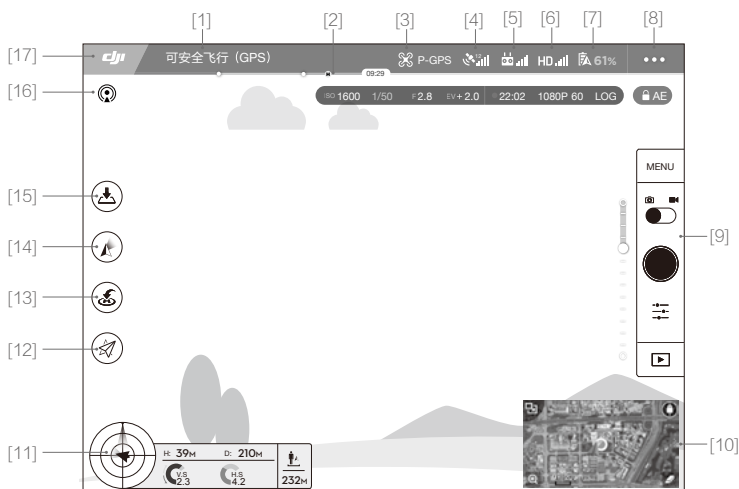 [1]
[2]
[3]
[4]
[5]
[6]
[7]
[8]
[17]
dji
可安全飞行 (GPS)
P-GPS
12
HD
61%
09:29
[16]
ISO 1600 1/50 F 2.8 EV +2.0 22:02 1080P 60 LOG
AE
MENU
[15]
[14]
[9]
[13]
[12]
[11]
H: 39M D: 210M
V.S 2.3
H.S 4.2
232M
[10]